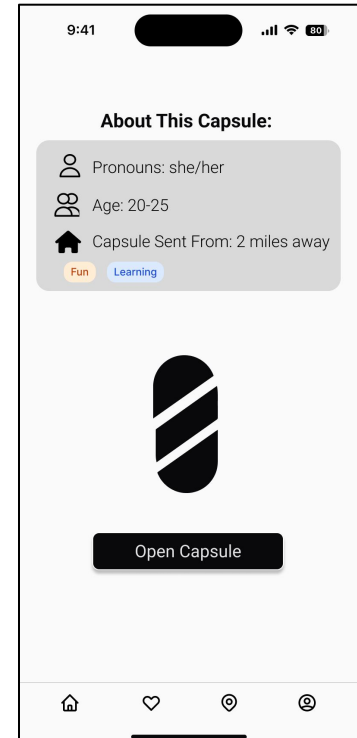 9:41
80
About This Capsule:
Pronouns: she/her
Age: 20-25
Capsule Sent From: 2 miles away
Fun Learning
Open Capsule